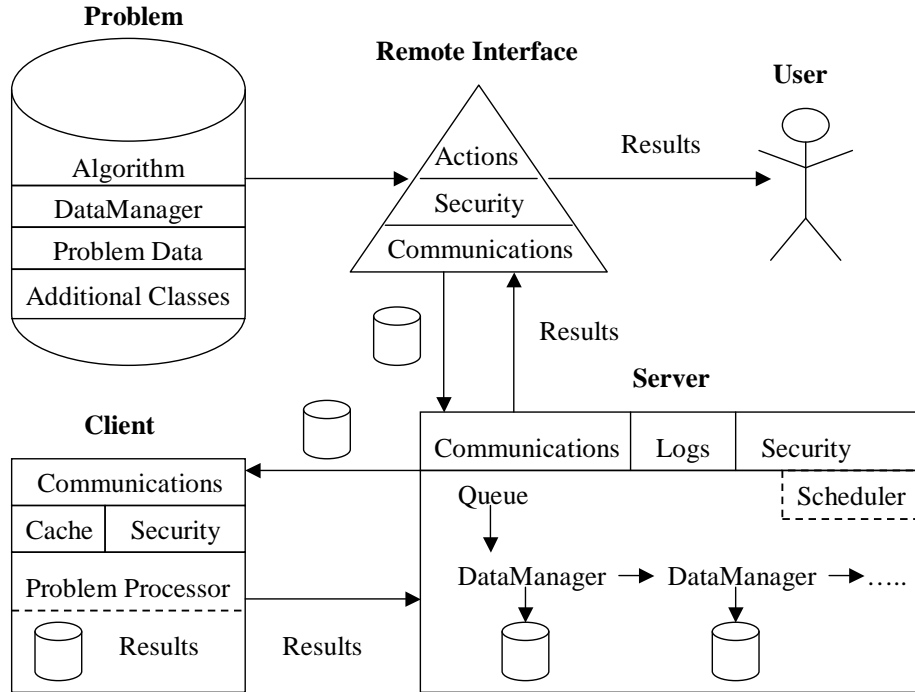 Problem
Remote Interface
User
Algorithm
DataManager
Problem Data
Additional Classes
Actions
Security
Communications
Results
Results
Server
Client
Communications
Logs
Security
Scheduler
Queue
DataManager
DataManager
.....
Communications
Cache
Security
Problem Processor
Results
Results